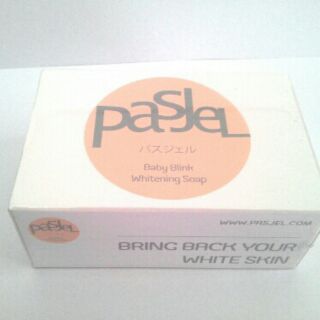 PASJEL
パスジェル
Baby Blink
Whitening Soap
PASJEL
WWW.PASJEL.COM
BRING BACK YOUR
WHITE SKIN